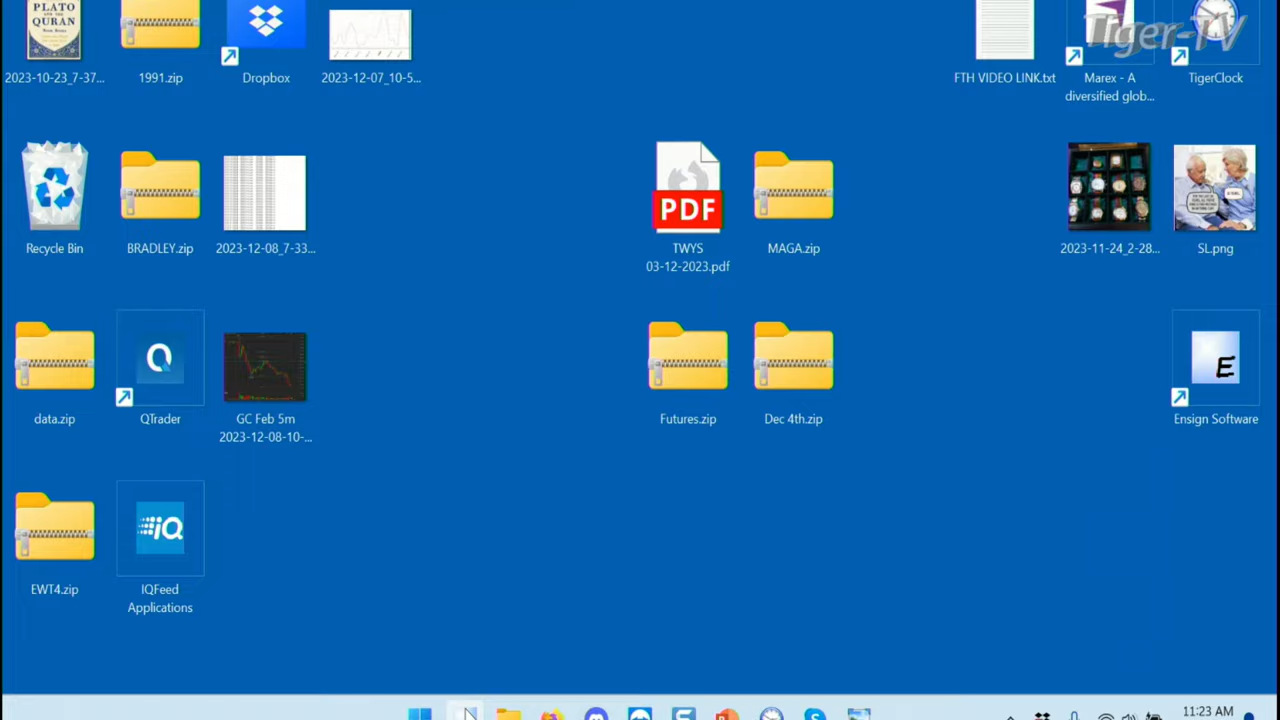 PLATO
AND THE
QURAN
Tiger-TV
2023-10-23_7-37...
1991.zip
Dropbox
2023-12-07_10-5...
FTH VIDEO LINK.txt
Marex - A
diversified glob...
TigerClock
PDF
Recycle Bin
BRADLEY.zip
2023-12-08_7-33...
TWYS
03-12-2023.pdf
MAGA.zip
2023-11-24_2-28...
SL.png
Q
E
data.zip
QTrader
GC Feb 5m
2023-12-08-10-...
Futures.zip
Dec 4th.zip
Ensign Software
iQ
EWT4.zip
IQFeed
Applications
11:23 AM